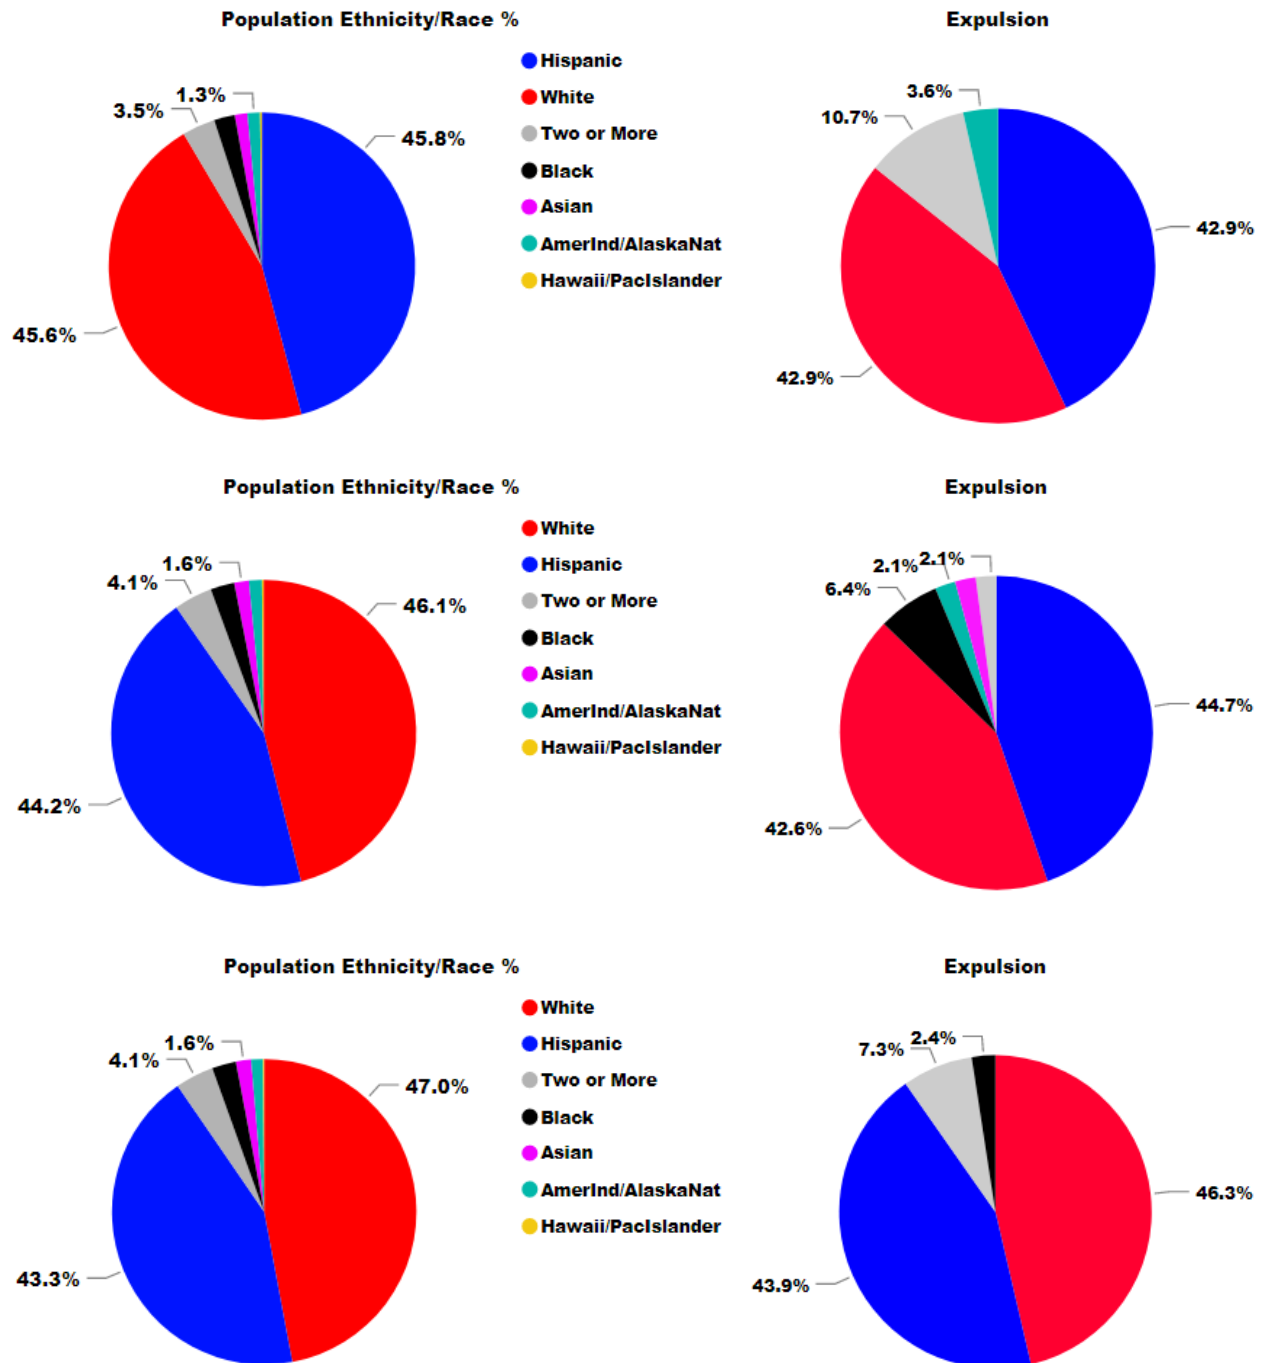 Population Ethnicity/Race %
Expulsion
Hispanic
White
Two or More
Black
Asian
AmerInd/AlaskaNat
Hawaii/PacIslander
1.3%
3.5%
45.8%
45.6%
3.6%
10.7%
42.9%
42.9%
Population Ethnicity/Race %
Expulsion
White
Hispanic
Two or More
Black
Asian
AmerInd/AlaskaNat
Hawaii/PacIslander
1.6%
4.1%
46.1%
44.2%
2.1%
2.1%
6.4%
44.7%
42.6%
Population Ethnicity/Race %
Expulsion
White
Hispanic
Two or More
Black
Asian
AmerInd/AlaskaNat
Hawaii/PacIslander
1.6%
4.1%
47.0%
43.3%
2.4%
7.3%
46.3%
43.9%